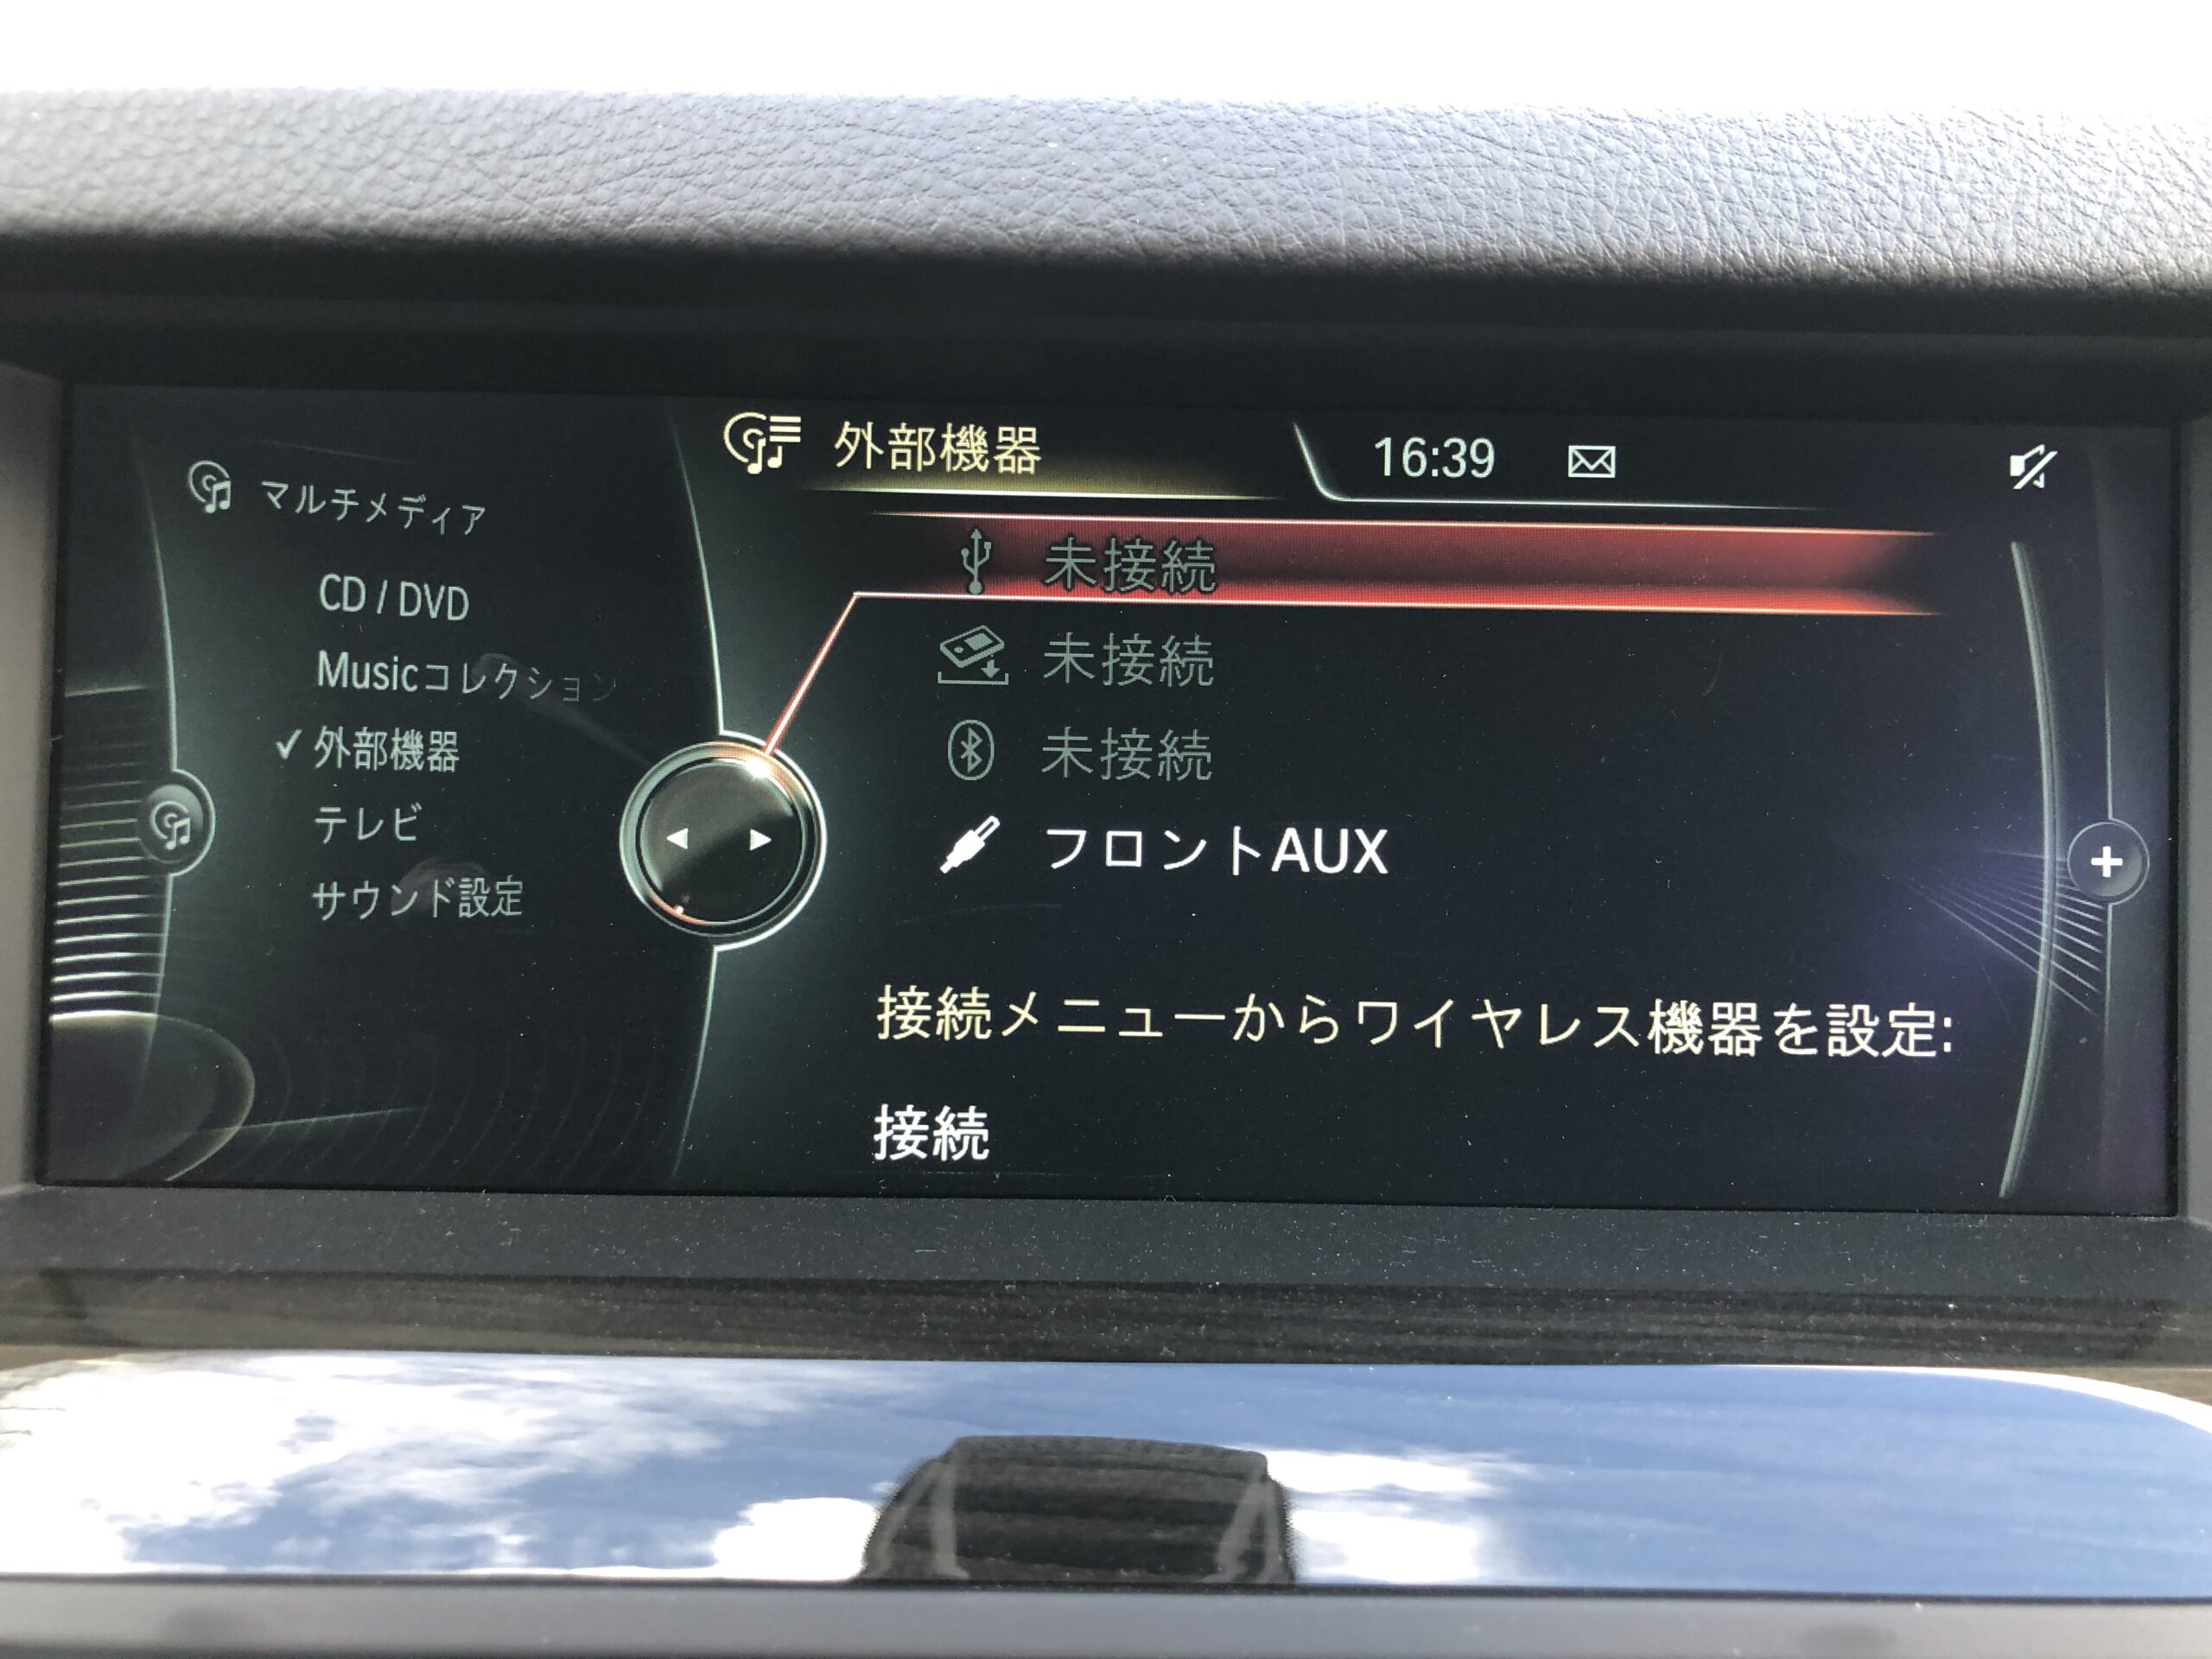 外部機器
16:39
マルチメディア
CD / DVD
Musicコレクション
✓ 外部機器
テレビ
サウンド設定
未接続
未接続
未接続
フロントAUX
接続メニューからワイヤレス機器を設定:
接続